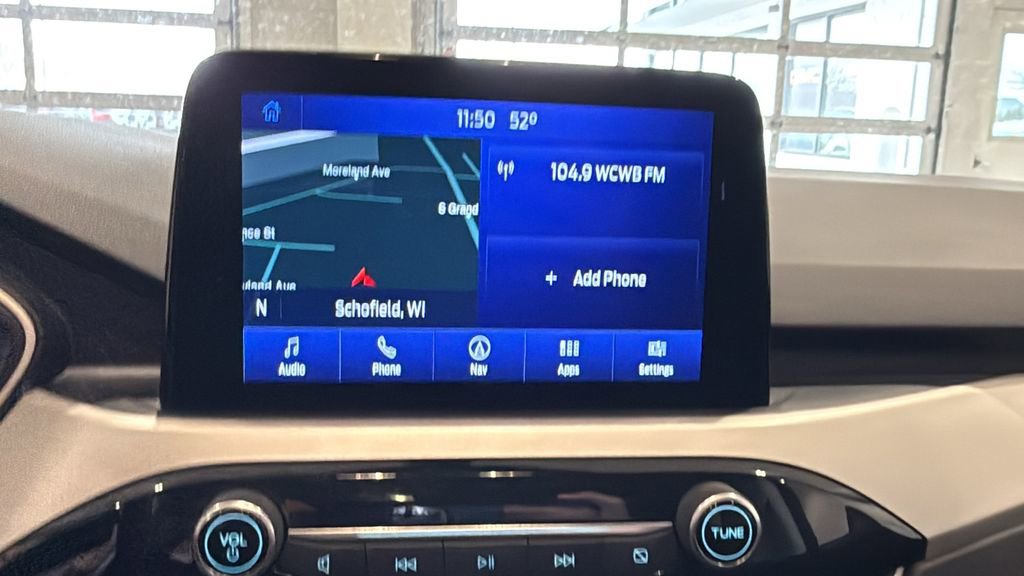 11:50 52°
Moreland Ave
104.9 WCWB FM
6 Grand
St
Ave
+ Add Phone
N
Schofield, WI
Audio
Phone
Nav
Apps
Settings
VOL
TUNE